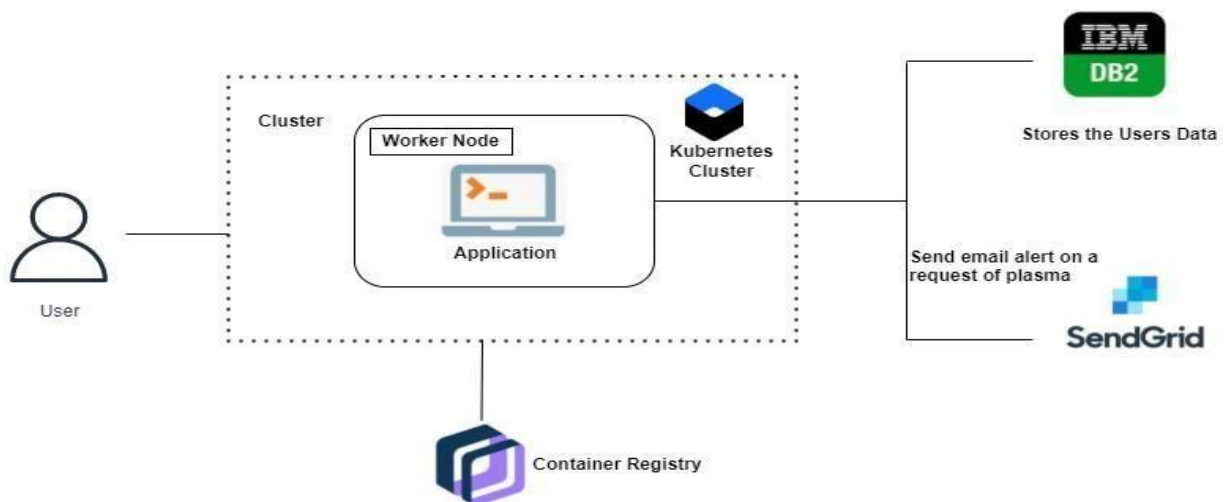 IBM
DB2
Stores the Users Data
Cluster
Worker Node
Kubernetes
Cluster
Application
User
Send email alert on a
request of plasma
SendGrid
Container Registry